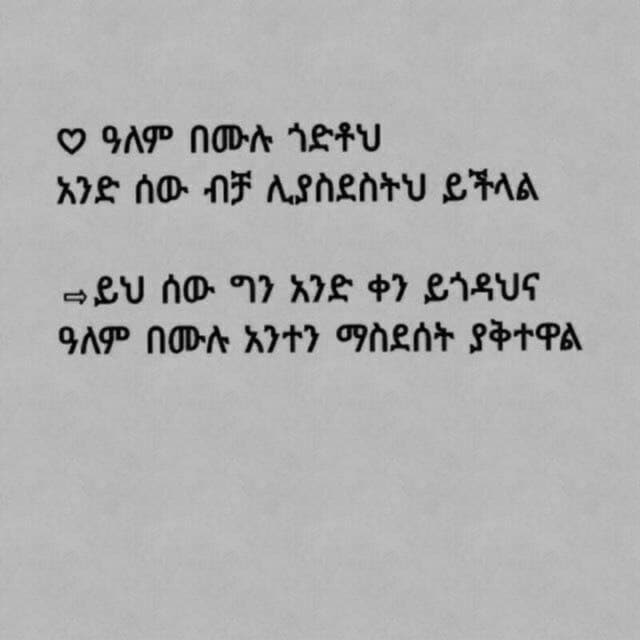 ♡ ዓለም በሙሉ ጎድቶህ
አንድ ሰው ብቻ ሊያስደስትህ ይችላል
⇨ይህ ሰው ግን አንድ ቀን ይጎዳህና
ዓለም በሙሉ አንተን ማስደሰት ያቅተዋል